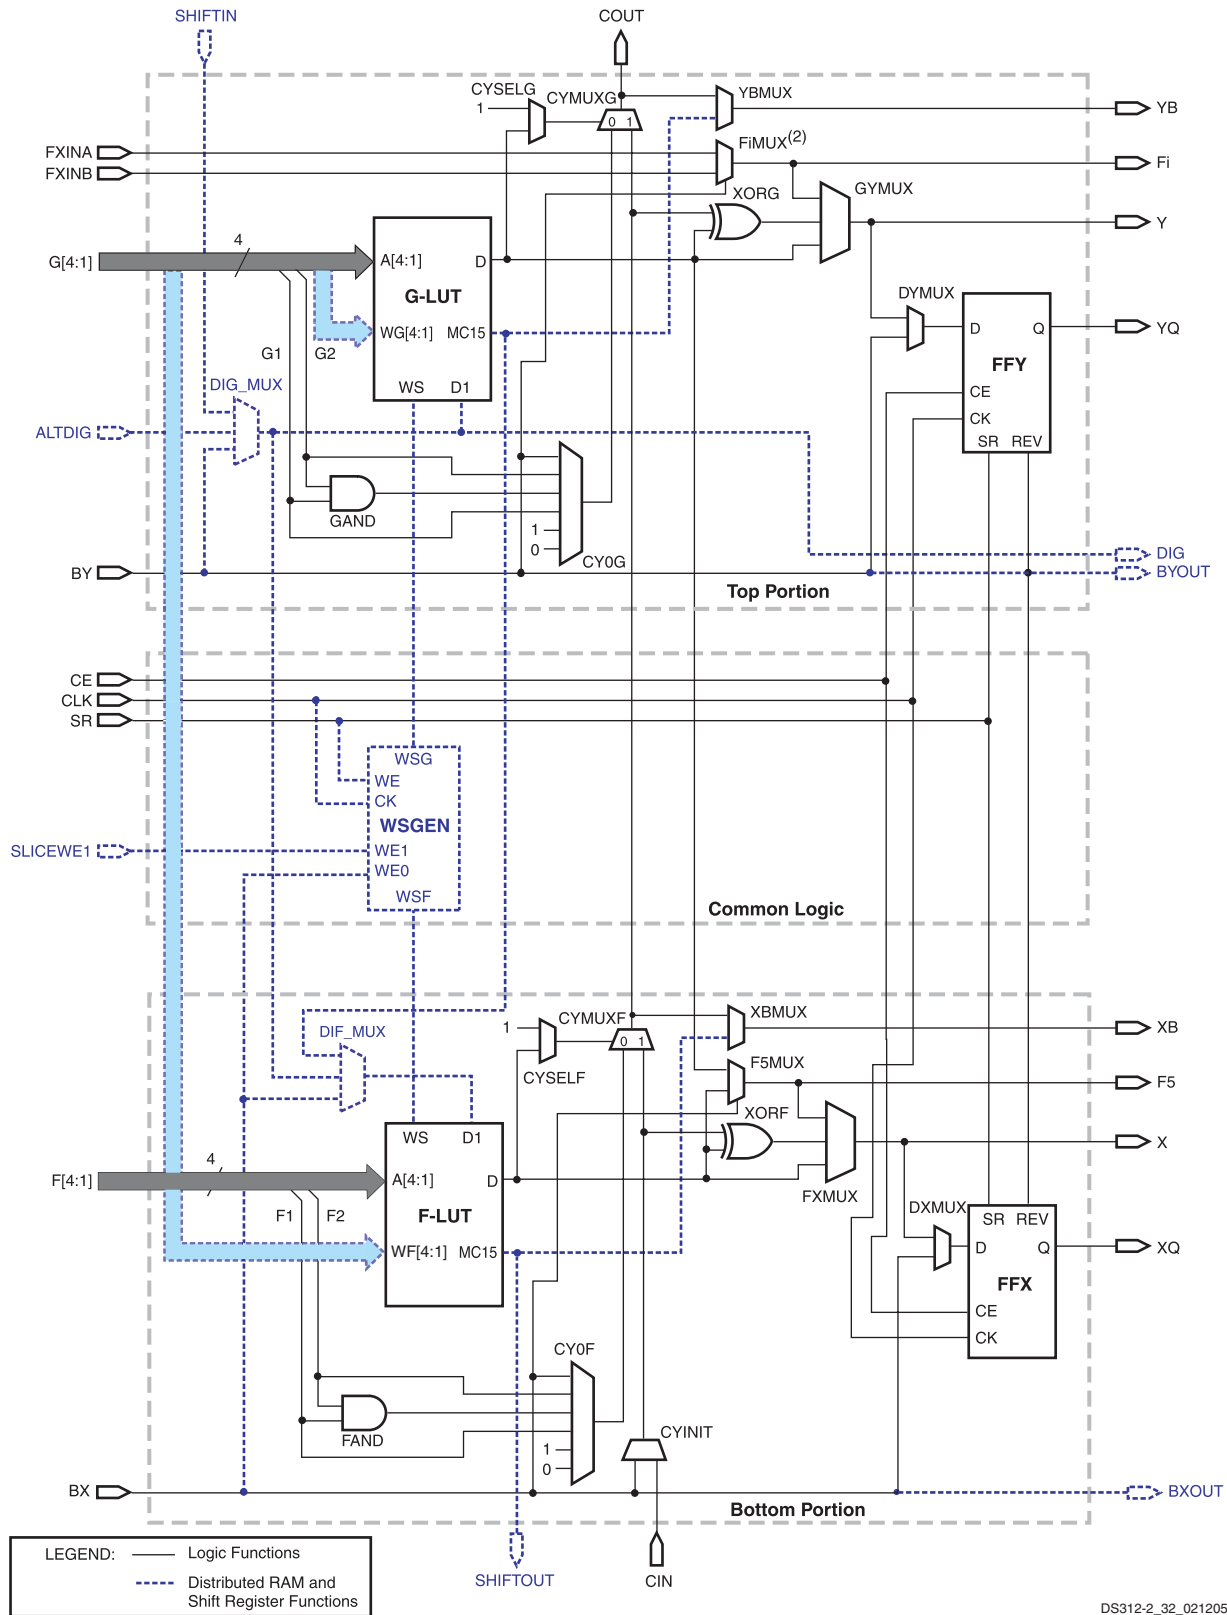 SHIFTIN
COUT
CYSELG
1
CYMUXG
0 1
YBMUX
YB
FXINA
FXINB
FiMUX(2)
Fi
XORG
GYMUX
Y
G[4:1]
4
A[4:1]
D
G-LUT
WG[4:1]
MC15
WS
D1
G1
G2
DYMUX
D
Q
FFY
CE
CK
SR
REV
YQ
DIG_MUX
ALTDIG
GAND
1
0
CY0G
DIG
BY
BYOUT
Top Portion
CE
CLK
SR
WSG
WE
CK
WSGEN
SLICEWE1
WE1
WE0
WSF
Common Logic
DIF_MUX
1
CYMUXF
0 1
CYSELF
XBMUX
XB
F5MUX
F5
XORF
FXMUX
X
WS
D1
F[4:1]
4
A[4:1]
D
F-LUT
WF[4:1]
MC15
F1
F2
DXMUX
SR
REV
D
Q
FFX
CE
CK
XQ
CY0F
FAND
1
0
CYINIT
BX
BXOUT
Bottom Portion
SHIFTOUT
CIN
LEGEND:
Logic Functions
Distributed RAM and
Shift Register Functions
DS312-2_32_021205